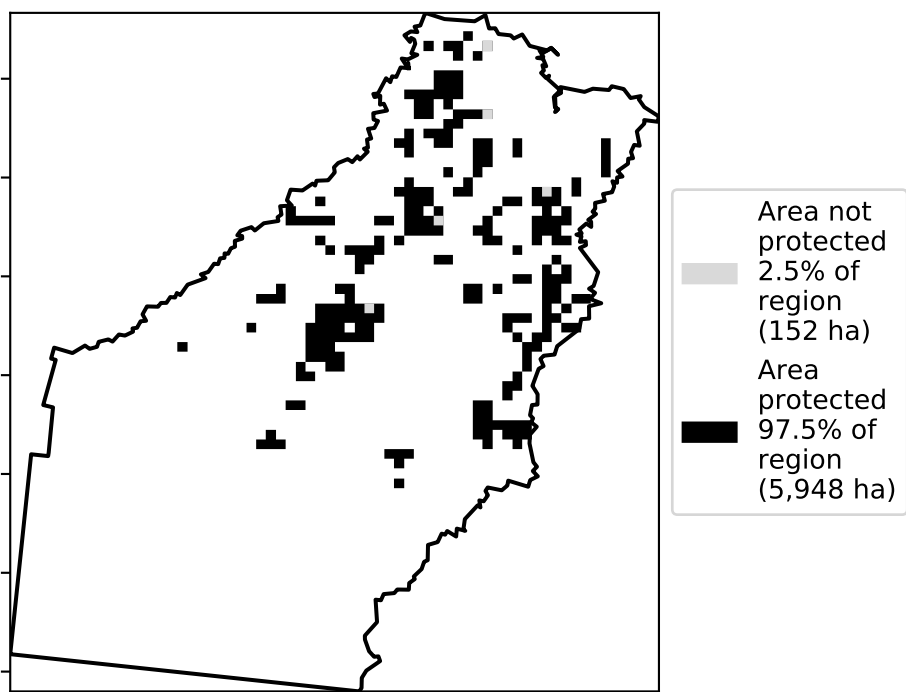 Area not
protected
2.5% of
region
(152 ha)
Area
protected
97.5% of
region
(5,948 ha)